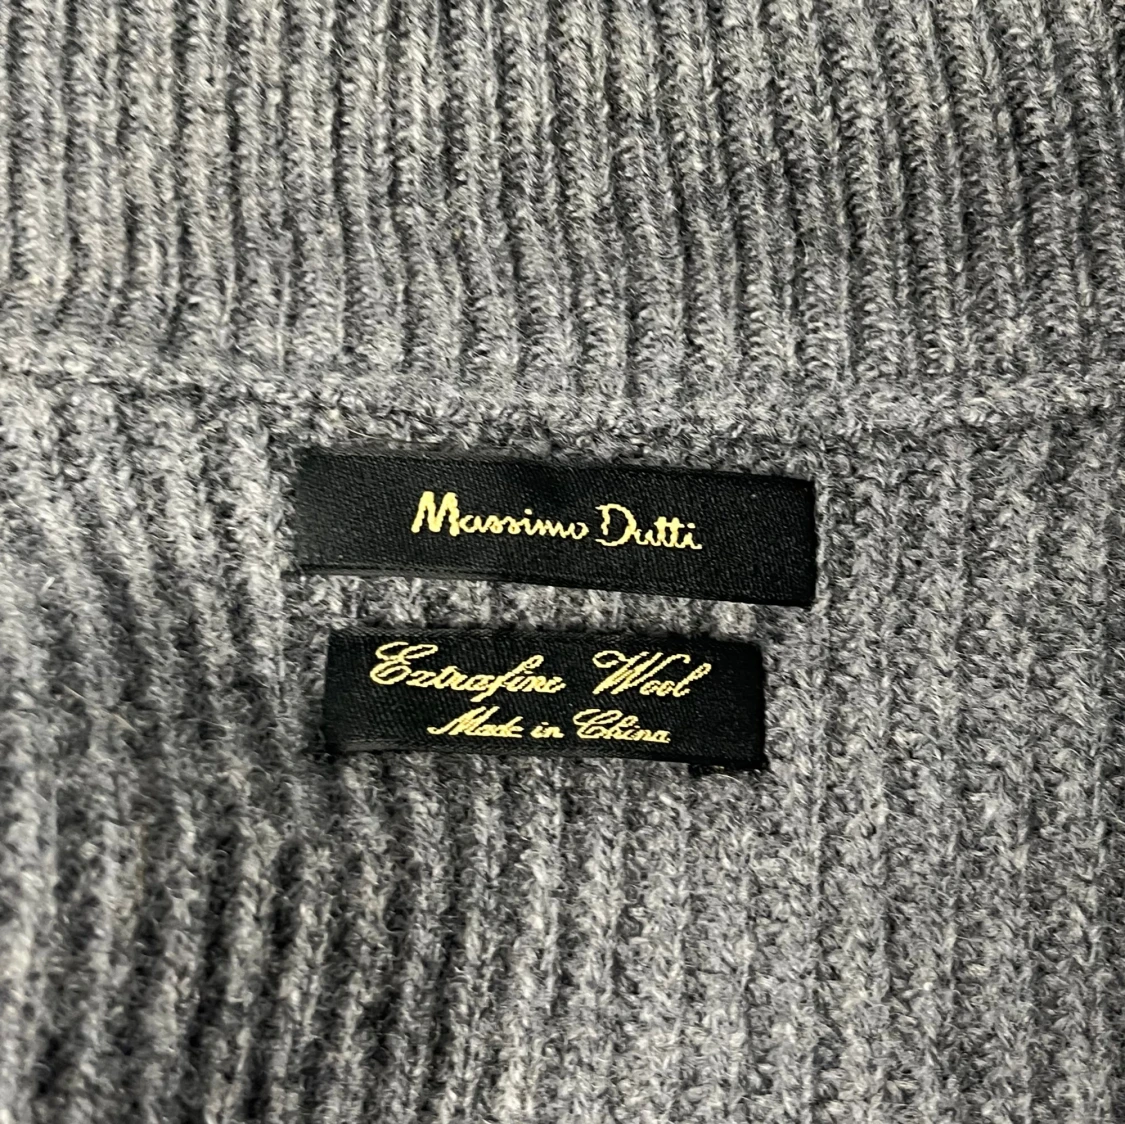 Massimo Dutti
Extrafine Wool
Made in China